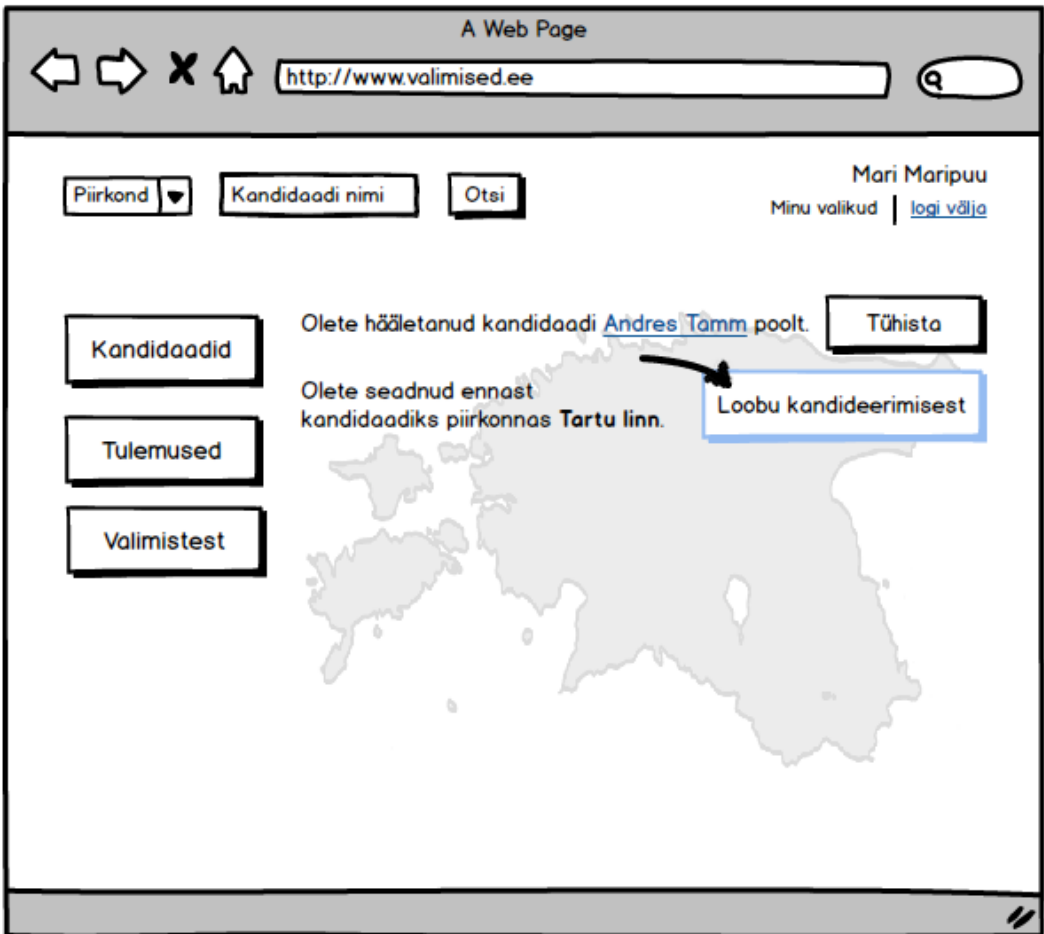 A Web Page
http://www.valimised.ee
Piirkond
Kandidaadi nimi
Otsi
Mari Maripuu
Minu valikud
logi välja
Kandidaadid
Olete hääletanud kandidaadi Andres Tamm poolt.
Tühista
Olete seadnud ennast
kandidaadiks piirkonnas Tartu linn.
Loobu kandideerimisest
Tulemused
Valimistest